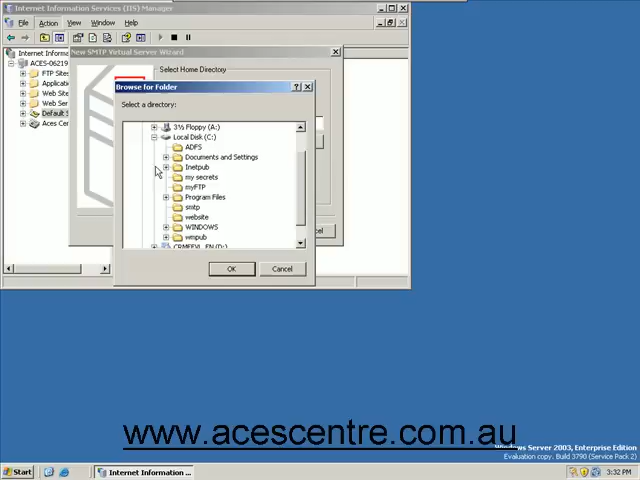 Internet Information Services (IIS) Manager
File Action View Window Help
New SMTP Virtual Server Wizard
Internet Informa
ACES-06219
FTP Sites
Application
Web Sites
Web Ser
Default S
Aces Cen
Select Home Directory
Browse for Folder
Select a directory:
3½ Floppy (A:)
Local Disk (C:)
ADFS
Documents and Settings
Inetpub
my secrets
myFTP
Program Files
smtp
website
WINDOWS
wmpub
OK Cancel
www.acescentre.com.au
Windows Server 2003, Enterprise Edition
Evaluation copy. Build 3790 (Service Pack 2)
Start Internet Information ... 3:32 PM